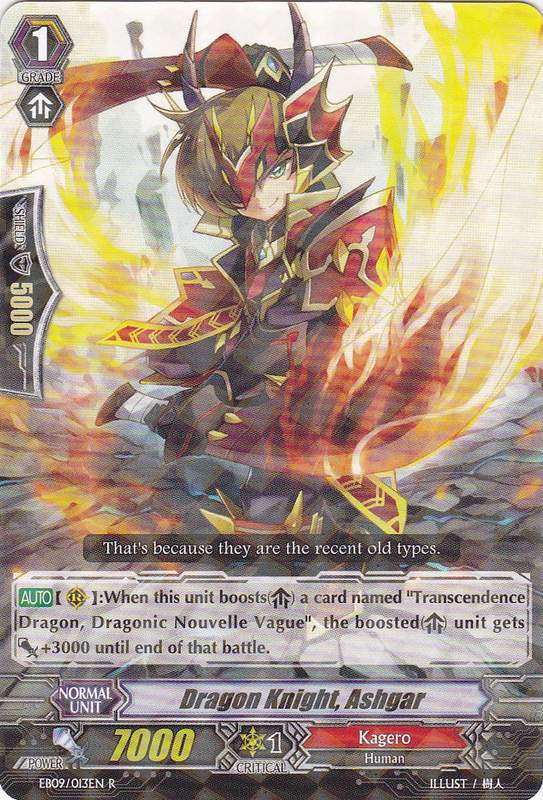 1
GRADE
SHIELD
5000
That's because they are the recent old types.
AUTO【 R 】:When this unit boosts( ) a card named "Transcendence
Dragon, Dragonic Nouvelle Vague", the boosted( ) unit gets
+3000 until end of that battle.
NORMAL
UNIT
Dragon Knight, Ashgar
POWER
7000
1
CRITICAL
Kagero
Human
EB09/013EN R
ILLUST / 樹人